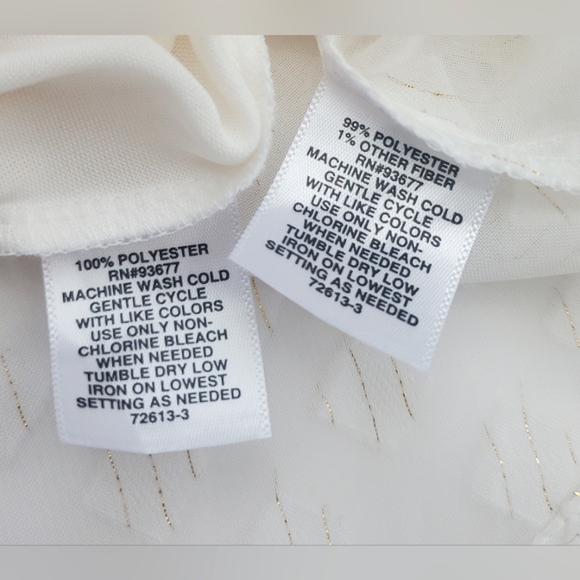 100% POLYESTER
RN#93677
MACHINE WASH COLD
GENTLE CYCLE
WITH LIKE COLORS
USE ONLY NON-
CHLORINE BLEACH
WHEN NEEDED
TUMBLE DRY LOW
IRON ON LOWEST
SETTING AS NEEDED
72613-3
99% POLYESTER
1% OTHER FIBER
RN#93677
MACHINE WASH COLD
GENTLE CYCLE
WITH LIKE COLORS
USE ONLY NON-
CHLORINE BLEACH
WHEN NEEDED
TUMBLE DRY LOW
IRON ON LOWEST
SETTING AS NEEDED
72613-3